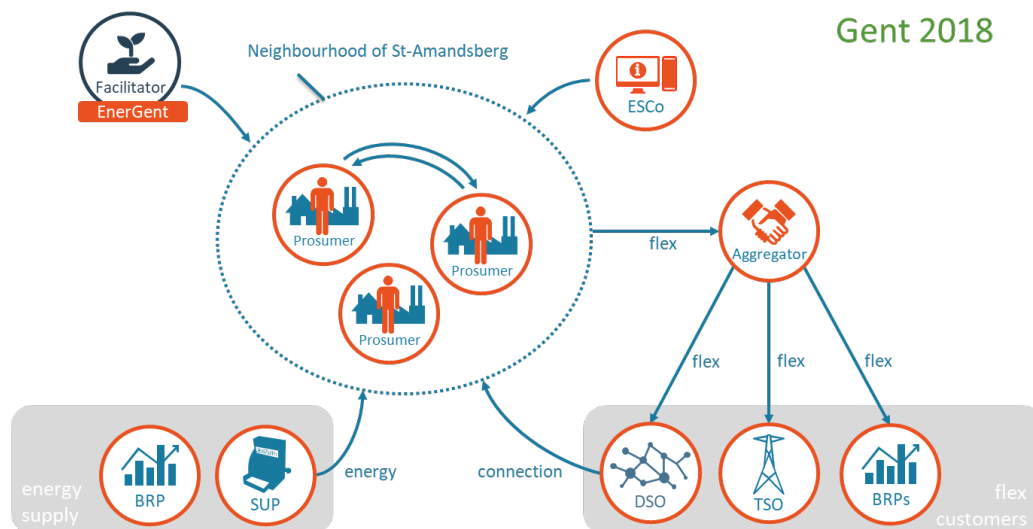 Gent 2018
Neighbourhood of St-Amandsberg
Facilitator
EnerGent
ESCo
Prosumer
Prosumer
Prosumer
flex
Aggregator
flex
flex
flex
energy
supply
BRP
SUP
energy
connection
DSO
TSO
BRPs
flex
customers